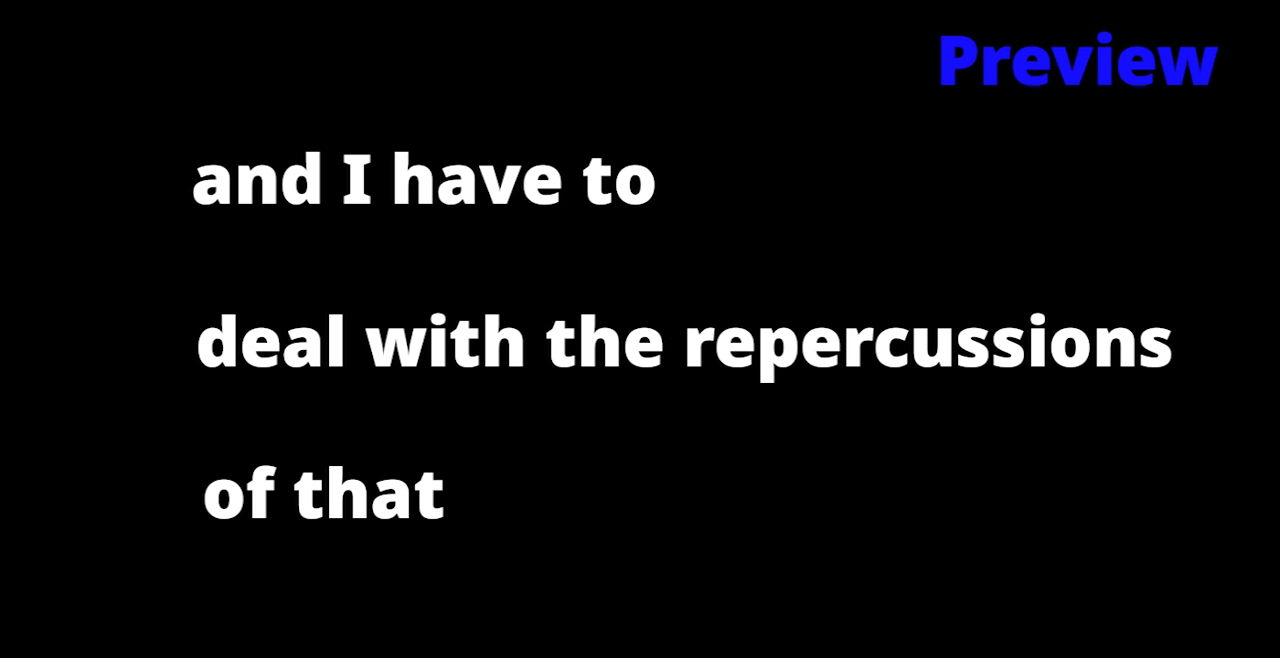 Preview
and I have to
deal with the repercussions
of that